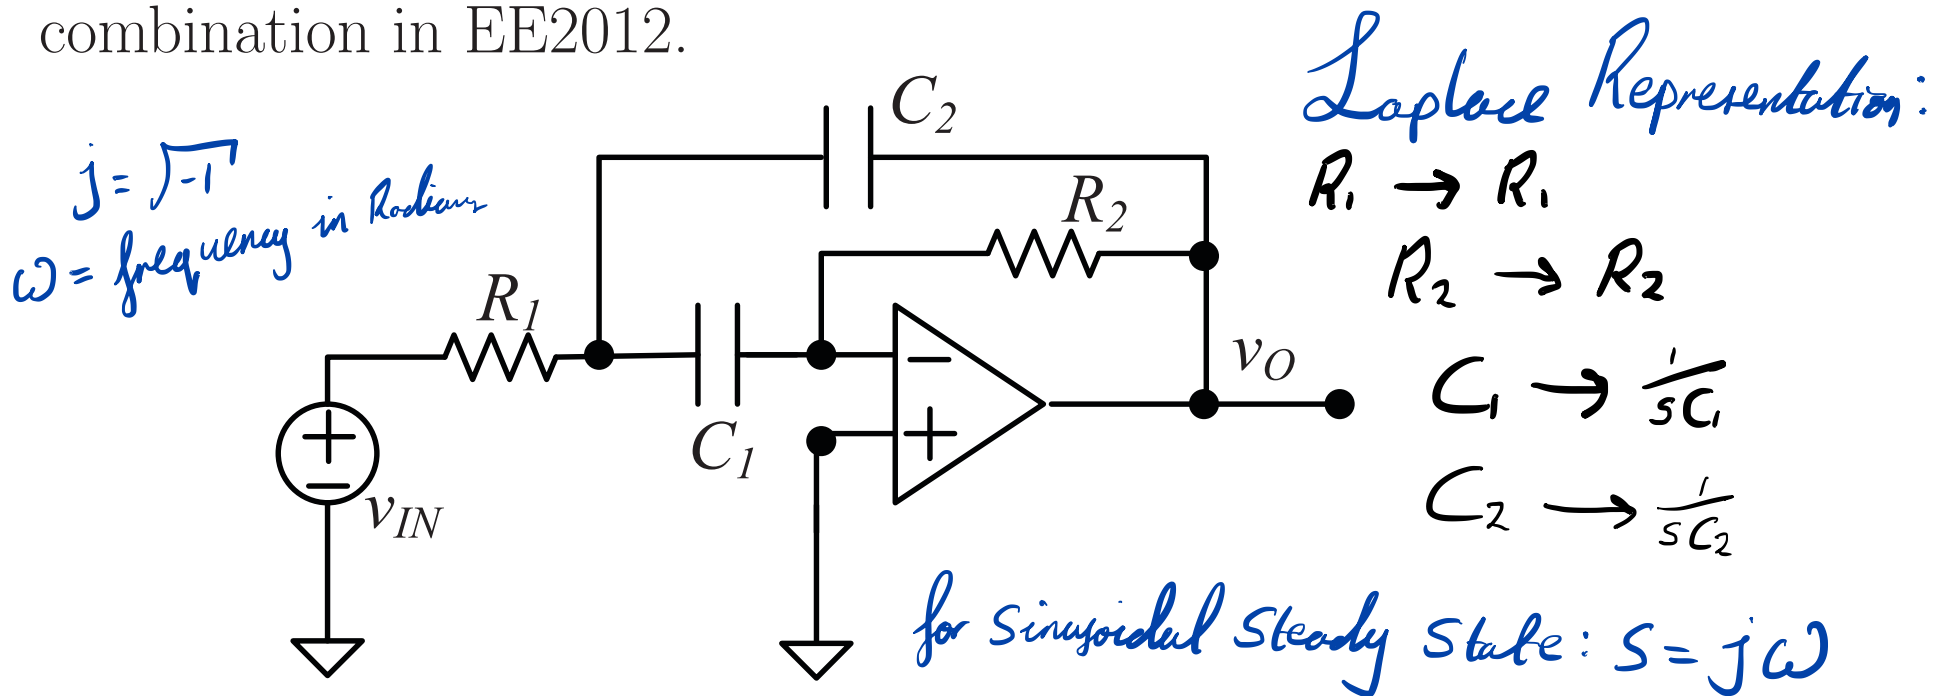 combination in EE2012.
Laplace Representation:
j = √-1
ω = frequency in Radians
C2
R1 → R1
R2
R2 → R2
R1
vO
C1 → 1/sC1
C1
C2 → 1/sC2
vIN
for Sinusoidal Steady State: S = jω